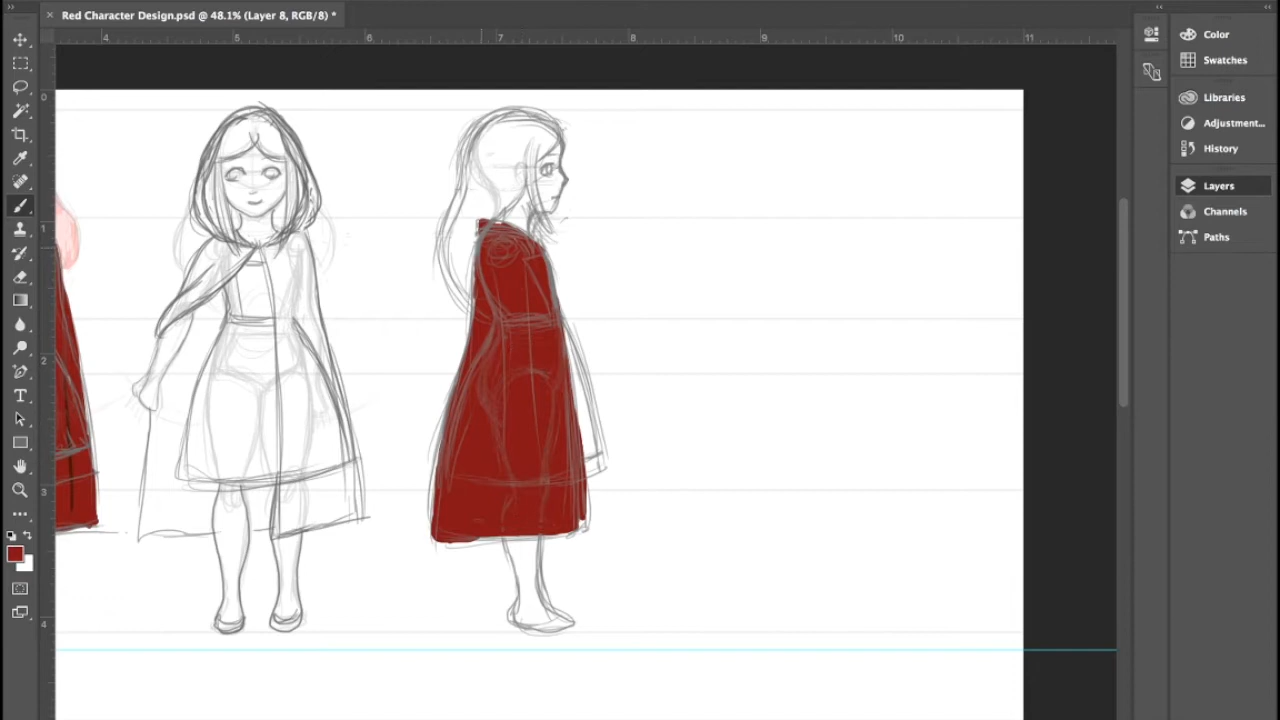 Red Character Design.psd @ 48.1% (Layer 8, RGB/8) *
4 5 6 7 8 9 10 11
0
1
2
3
4
Color
Swatches
Libraries
Adjustment...
History
Layers
Channels
Paths